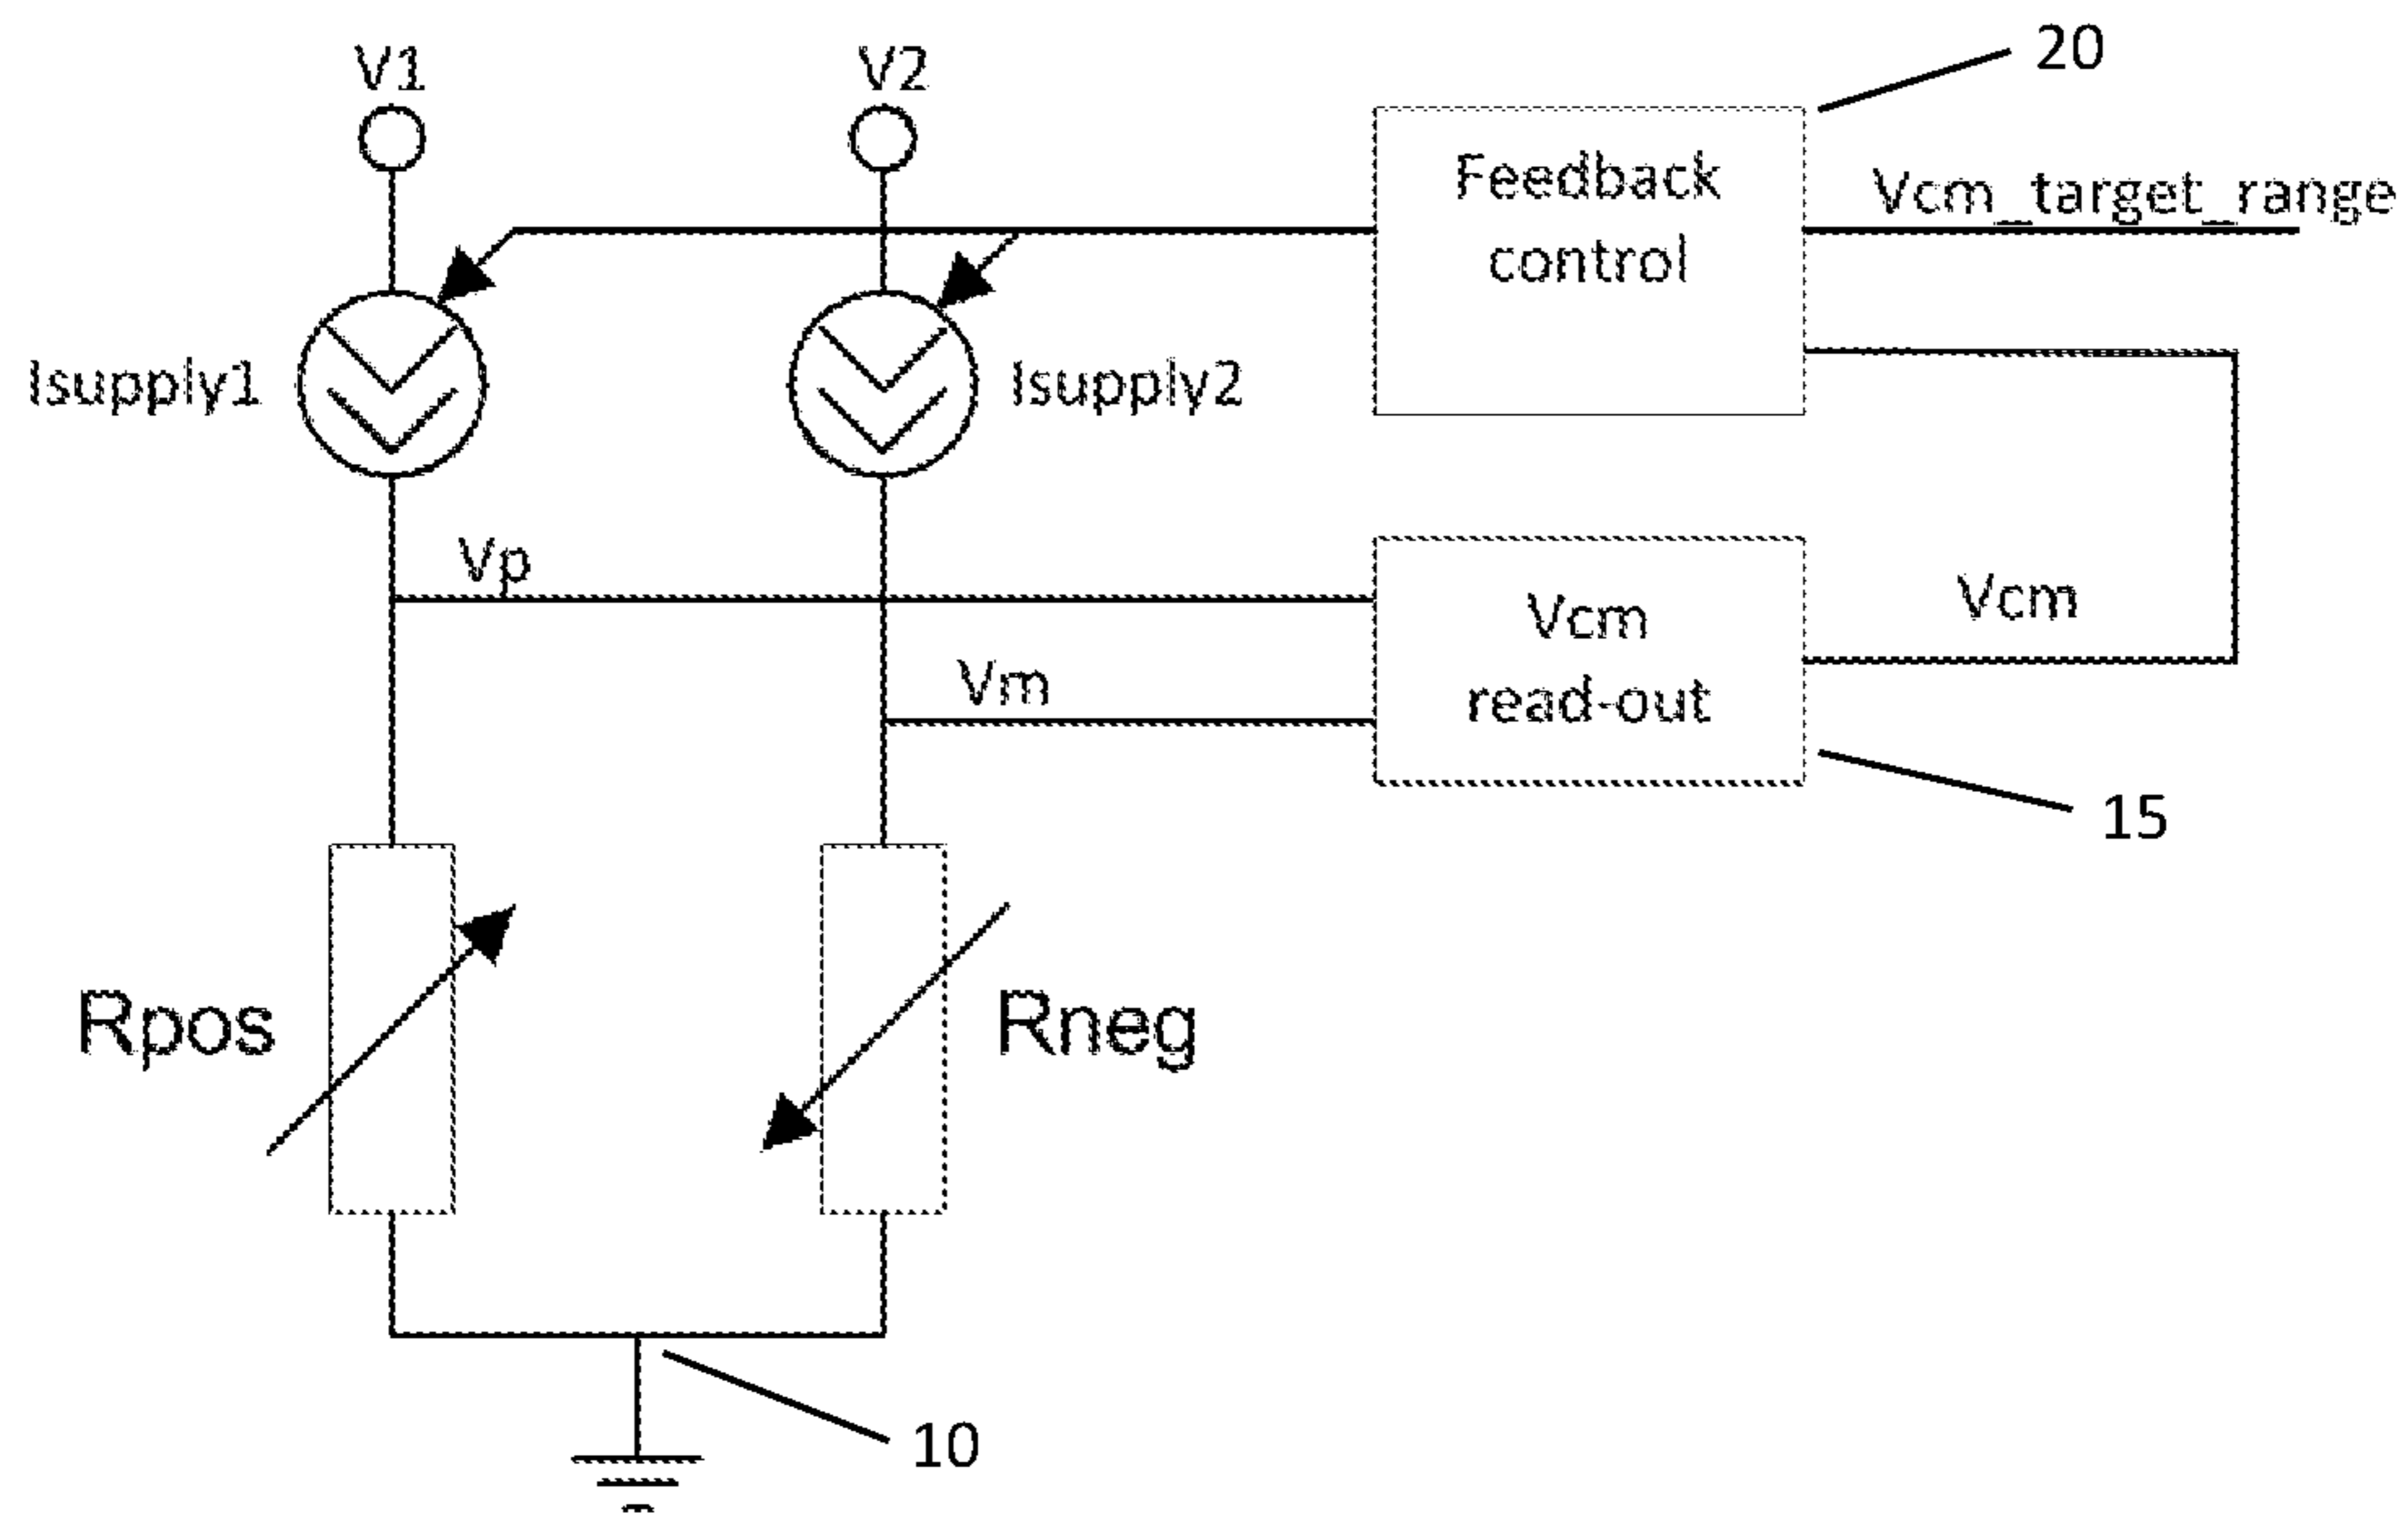 V1
V2
20
Feedback
control
Vcm_target_range
Isupply1
Isupply2
Vp
Vcm
read-out
Vcm
Vm
15
Rpos
Rneg
10